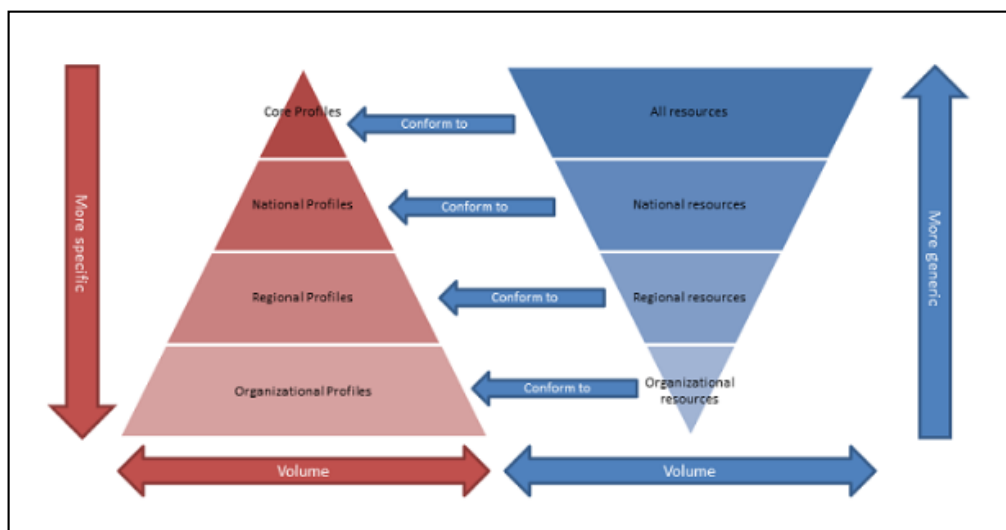 Core Profiles
Conform to
All resources
National Profiles
Conform to
National resources
More specific
More generic
Regional Profiles
Conform to
Regional resources
Organizational Profiles
Conform to
Organizational
resources
Volume
Volume